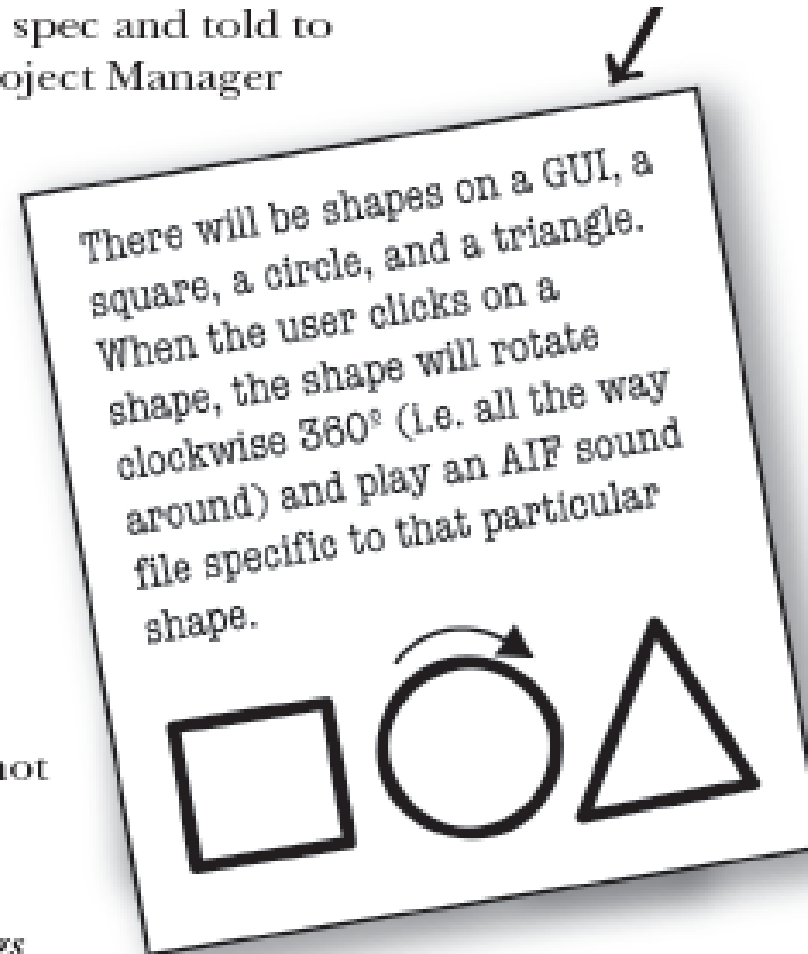 spec and told to
oject Manager
There will be shapes on a GUI, a
square, a circle, and a triangle.
When the user clicks on a
shape, the shape will rotate
clockwise 360° (i.e. all the way
around) and play an AIF sound
file specific to that particular
shape.